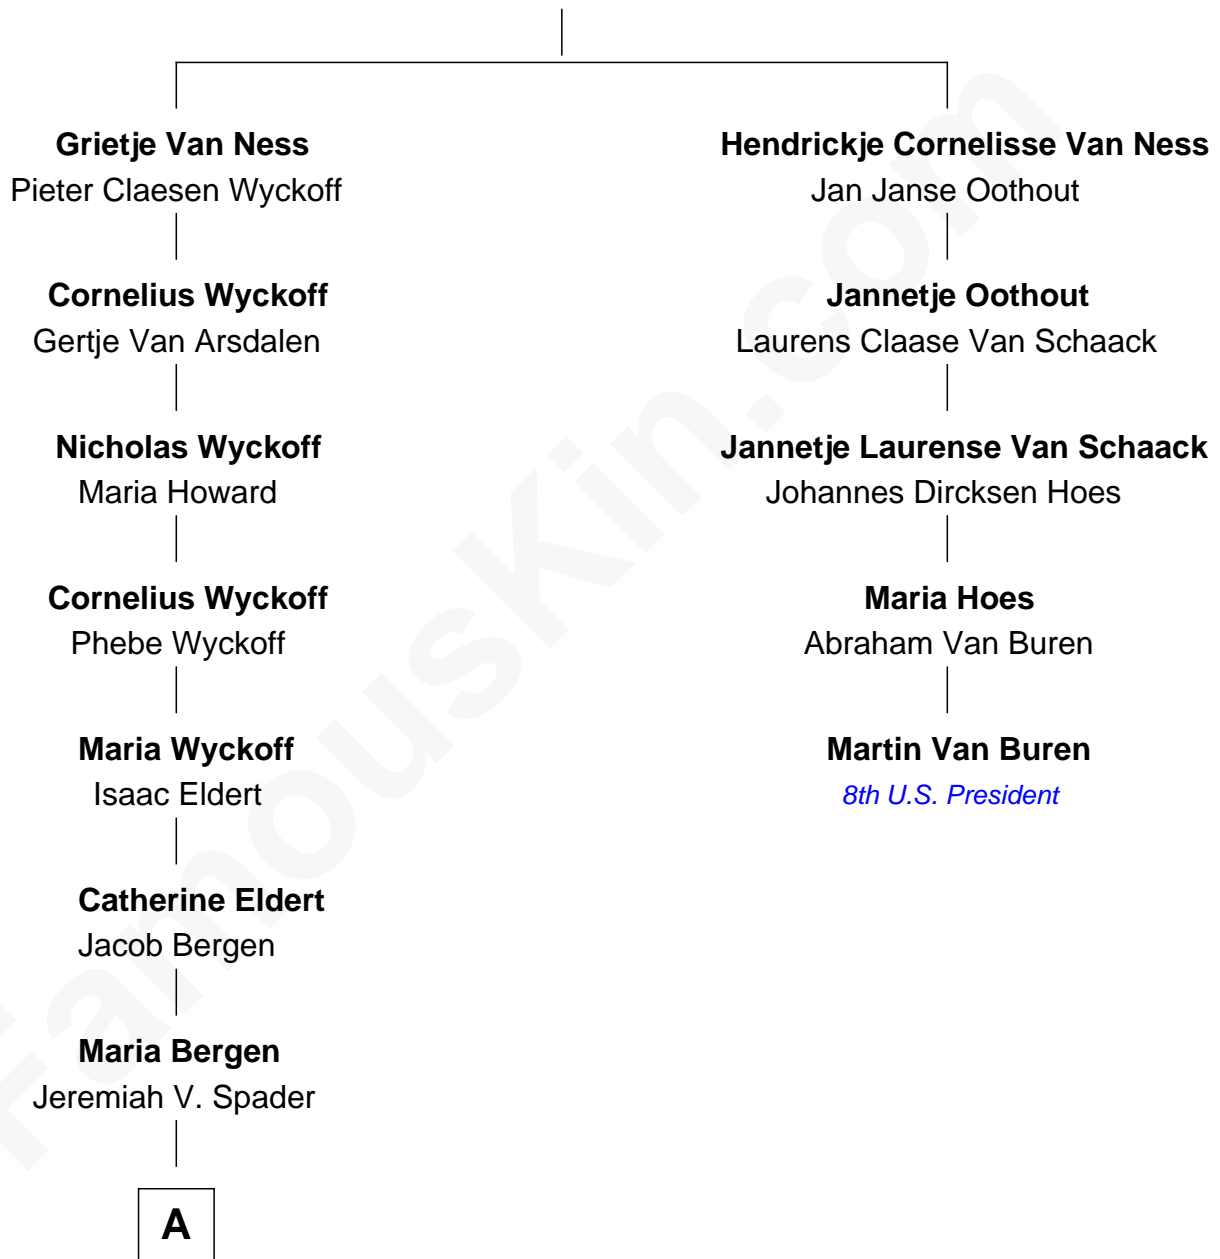 Grietje Van Ness
Pieter Claesen Wyckoff
Cornelius Wyckoff
Gertje Van Arsdalen
Nicholas Wyckoff
Maria Howard
Cornelius Wyckoff
Phebe Wyckoff
Maria Wyckoff
Isaac Eldert
Catherine Eldert
Jacob Bergen
Maria Bergen
Jeremiah V. Spader
A
Hendrickje Cornelisse Van Ness
Jan Janse Oothout
Jannetje Oothout
Laurens Claase Van Schaack
Jannetje Laurense Van Schaack
Johannes Dircksen Hoes
Maria Hoes
Abraham Van Buren
Martin Van Buren
8th U.S. President
FamousKin.com